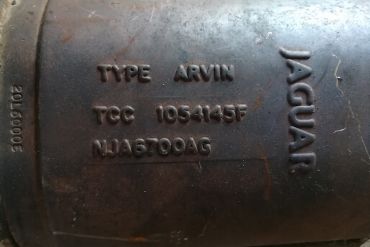 TYPE ARVIN
TCC 1054145F
NJA6700AG
JAGUAR